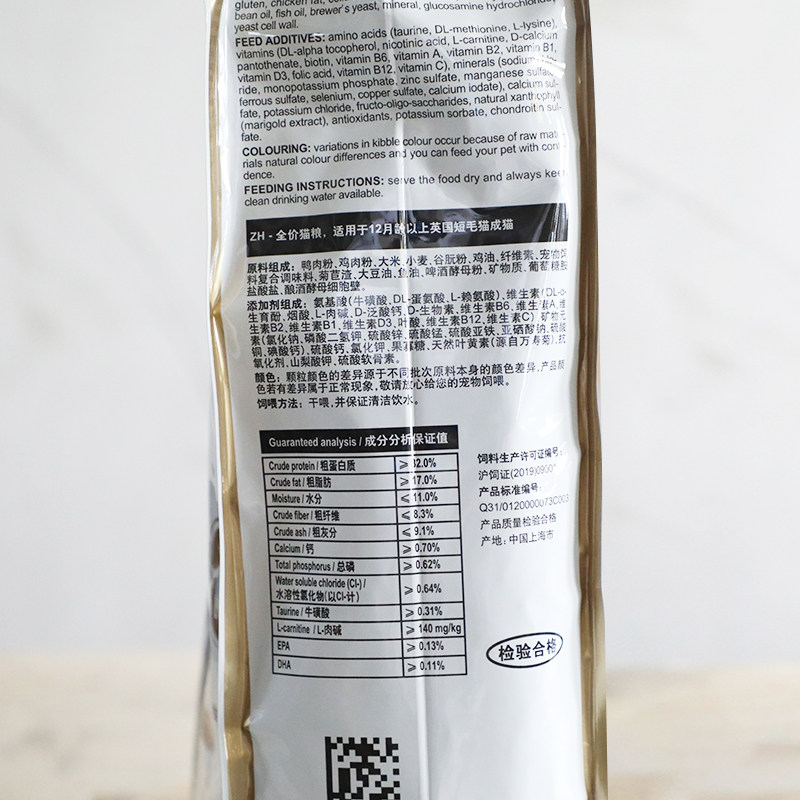 gluten, chicken fat,
bean oil, fish oil, brewer's yeast, mineral, glucosamine hydrochloride,
yeast cell wall.
FEED ADDITIVES: amino acids (taurine, DL-methionine, L-lysine),
vitamins (DL-alpha tocopherol, nicotinic acid, L-carnitine, D-calcium
pantothenate, biotin, vitamin B6, vitamin A, vitamin B2, vitamin B1,
vitamin D3, folic acid, vitamin B12, vitamin C), minerals (sodium
ride, monopotassium phosphate, zinc sulfate, manganese sulfate,
ferrous sulfate, selenium, copper sulfate, calcium iodate), calcium sul-
fate, potassium chloride, fructo-oligo-saccharides, natural xanthophyll
(marigold extract), antioxidants, potassium sorbate, chondroitin sul-
fate.
COLOURING: variations in kibble colour occur because of raw mate-
rials natural colour differences and you can feed your pet with confi-
dence.
FEEDING INSTRUCTIONS: serve the food dry and always keep
clean drinking water available.
ZH - 全价猫粮，适用于12月龄以上英国短毛猫成猫
原料组成：鸭肉粉,鸡肉粉,大米,小麦,谷朊粉,鸡油,纤维素,宠物饲
料复合调味料,菊苣渣,大豆油,鱼油,啤酒酵母粉,矿物质,葡萄糖胺
盐酸盐,酿酒酵母细胞壁.
添加剂组成：氨基酸(牛磺酸,DL-蛋氨酸,L-赖氨酸),维生素(DL-α-
生育酚,烟酸,L-肉碱,D-泛酸钙,D-生物素,维生素B6,维生素A,维
生素B2,维生素B1,维生素D3,叶酸,维生素B12,维生素C),矿物元
素(氯化钠,磷酸二氢钾,硫酸锌,硫酸锰,硫酸亚铁,亚硒酸钠,硫酸
铜,碘酸钙),硫酸钙,氯化钾,果寡糖,天然叶黄素(源自万寿菊),抗
氧化剂,山梨酸钾,硫酸软骨素.
颜色：颗粒颜色的差异源于不同批次原料本身的颜色差异,产品颜
色若有差异属于正常现象,敬请放心给您的宠物饲喂.
饲喂方法：干喂,并保证清洁饮水.
Guaranteed analysis / 成分分析保证值
Crude protein / 粗蛋白质 ⩾ 32.0%
Crude fat / 粗脂肪 ⩾ 17.0%
Moisture / 水分 ⩽ 11.0%
Crude fiber / 粗纤维 ⩽ 8.3%
Crude ash / 粗灰分 ⩽ 9.1%
Calcium / 钙 ⩾ 0.70%
Total phosphorus / 总磷 ⩾ 0.62%
Water soluble chloride (Cl-) /
水溶性氯化物(以Cl-计) ⩾ 0.64%
Taurine / 牛磺酸 ⩾ 0.31%
L-carnitine / L-肉碱 ⩾ 140 mg/kg
EPA ⩾ 0.13%
DHA ⩾ 0.11%
饲料生产许可证编号
沪饲证(2019)0900
产品标准编号：
Q31/0120000073C003
产品质量检验合格
产地：中国上海市
检验合格